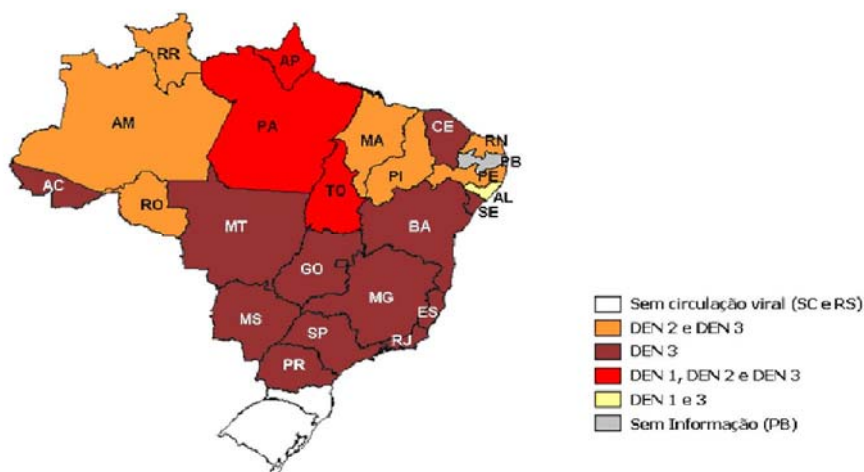 RR
AP
AM
PA
MA
CE
RN
PB
PI
PE
AC
TO
AL
RO
SE
MT
BA
GO
MG
ES
MS
SP
RJ
PR
Sem circulação viral (SC e RS)
DEN 2 e DEN 3
DEN 3
DEN 1, DEN 2 e DEN 3
DEN 1 e 3
Sem Informação (PB)